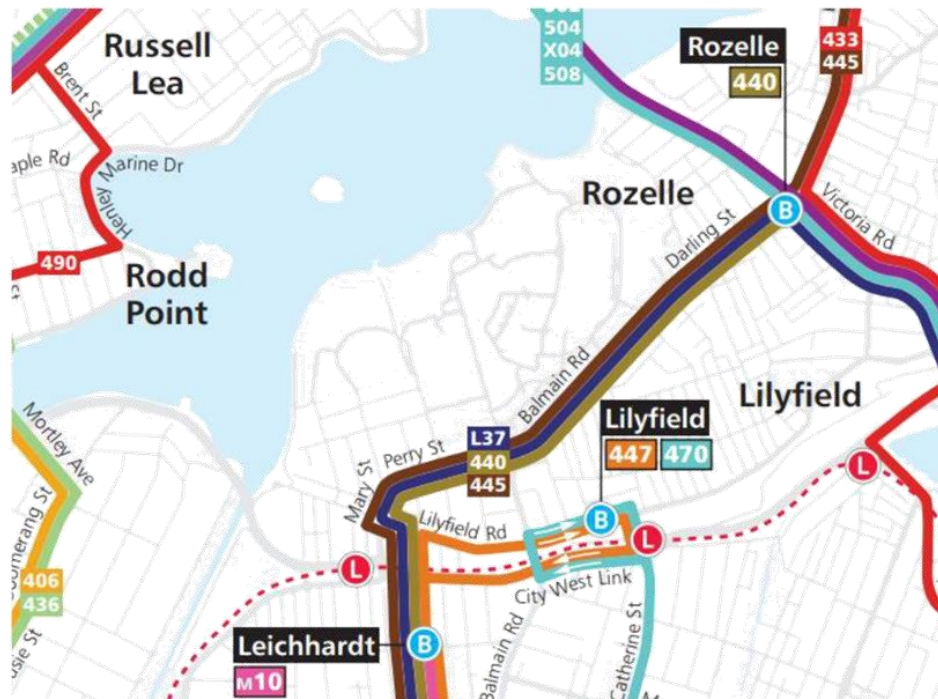 Russell
Lea
504
X04
508
Rozelle
440
433
445
Brent St
Marine Dr
aple Rd
Henley
490
Rodd
Point
Rozelle
Darling St
B
Victoria Rd
Mortley Ave
Balmain Rd
Lilyfield
Lilyfield
447 470
L37
440
445
Perry St
Mary St
L
Lilyfield Rd
B
L
L
City West Link
406
436
Leichhardt
B
M10
Balmain Rd
Catherine St